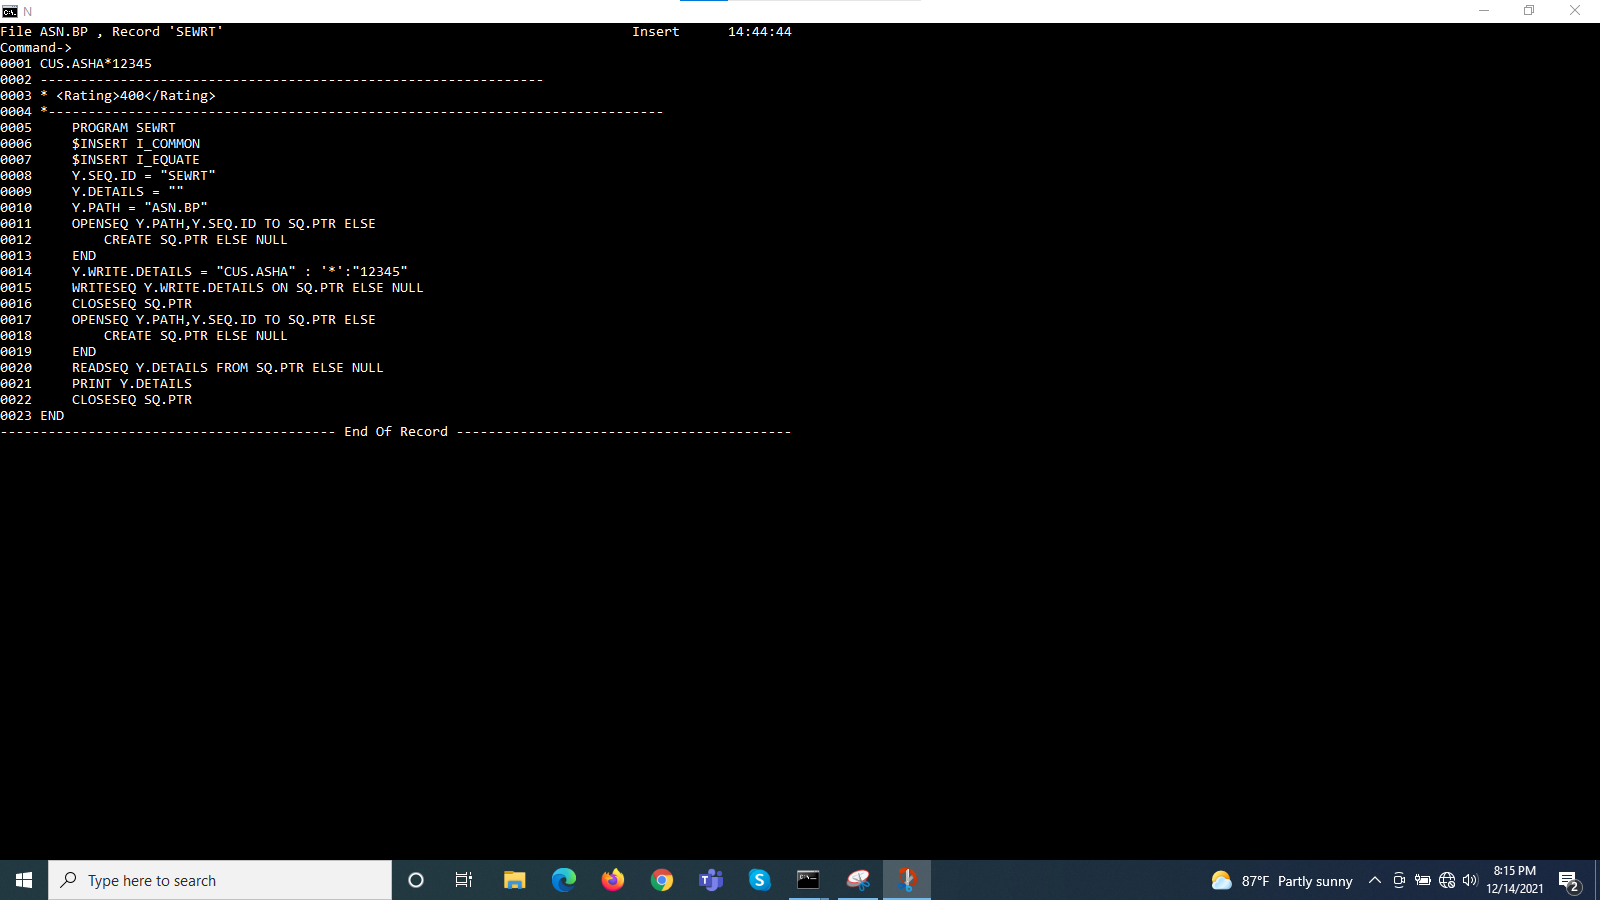 N
File ASN.BP , Record 'SEWRT' Insert 14:44:44
Command->
0001 CUS.ASHA*12345
0002 ---------------------------------------------------------------
0003 * <Rating>400</Rating>
0004 *-----------------------------------------------------------------------------
0005 PROGRAM SEWRT
0006 $INSERT I_COMMON
0007 $INSERT I_EQUATE
0008 Y.SEQ.ID = "SEWRT"
0009 Y.DETAILS = ""
0010 Y.PATH = "ASN.BP"
0011 OPENSEQ Y.PATH,Y.SEQ.ID TO SQ.PTR ELSE
0012 CREATE SQ.PTR ELSE NULL
0013 END
0014 Y.WRITE.DETAILS = "CUS.ASHA" : '*':"12345"
0015 WRITESEQ Y.WRITE.DETAILS ON SQ.PTR ELSE NULL
0016 CLOSESEQ SQ.PTR
0017 OPENSEQ Y.PATH,Y.SEQ.ID TO SQ.PTR ELSE
0018 CREATE SQ.PTR ELSE NULL
0019 END
0020 READSEQ Y.DETAILS FROM SQ.PTR ELSE NULL
0021 PRINT Y.DETAILS
0022 CLOSESEQ SQ.PTR
0023 END
------------------------------------------ End Of Record ------------------------------------------
Type here to search
87°F Partly sunny
8:15 PM
12/14/2021
2